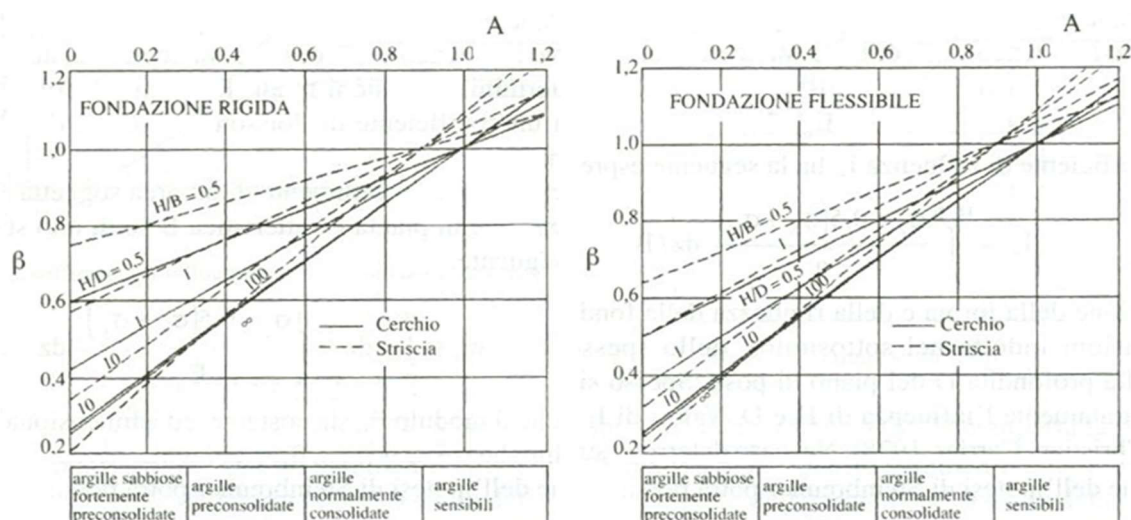 A
0 0.2 0.4 0.6 0.8 1.0 1,2
1,2
FONDAZIONE RIGIDA
1.0
H/B = 0.5
0.8
β
H/D = 0,5
1
0.6
100
∞
Cerchio
Striscia
10
0.4
10
0.2
argille sabbiose
fortemente
preconsolidate
argille
preconsolidate
argille
normalmente
consolidate
argille
sensibili
A
0 0.2 0.4 0.6 0.8 1.0 1,2
1,2
FONDAZIONE FLESSIBILE
1.0
0.8
H/B = 0.5
β
1
H/D = 0.5
100
0.6
Cerchio
Striscia
10
0.4
∞
0.2
argille sabbiose
fortemente
preconsolidate
argille
preconsolidate
argille
normalmente
consolidate
argille
sensibili